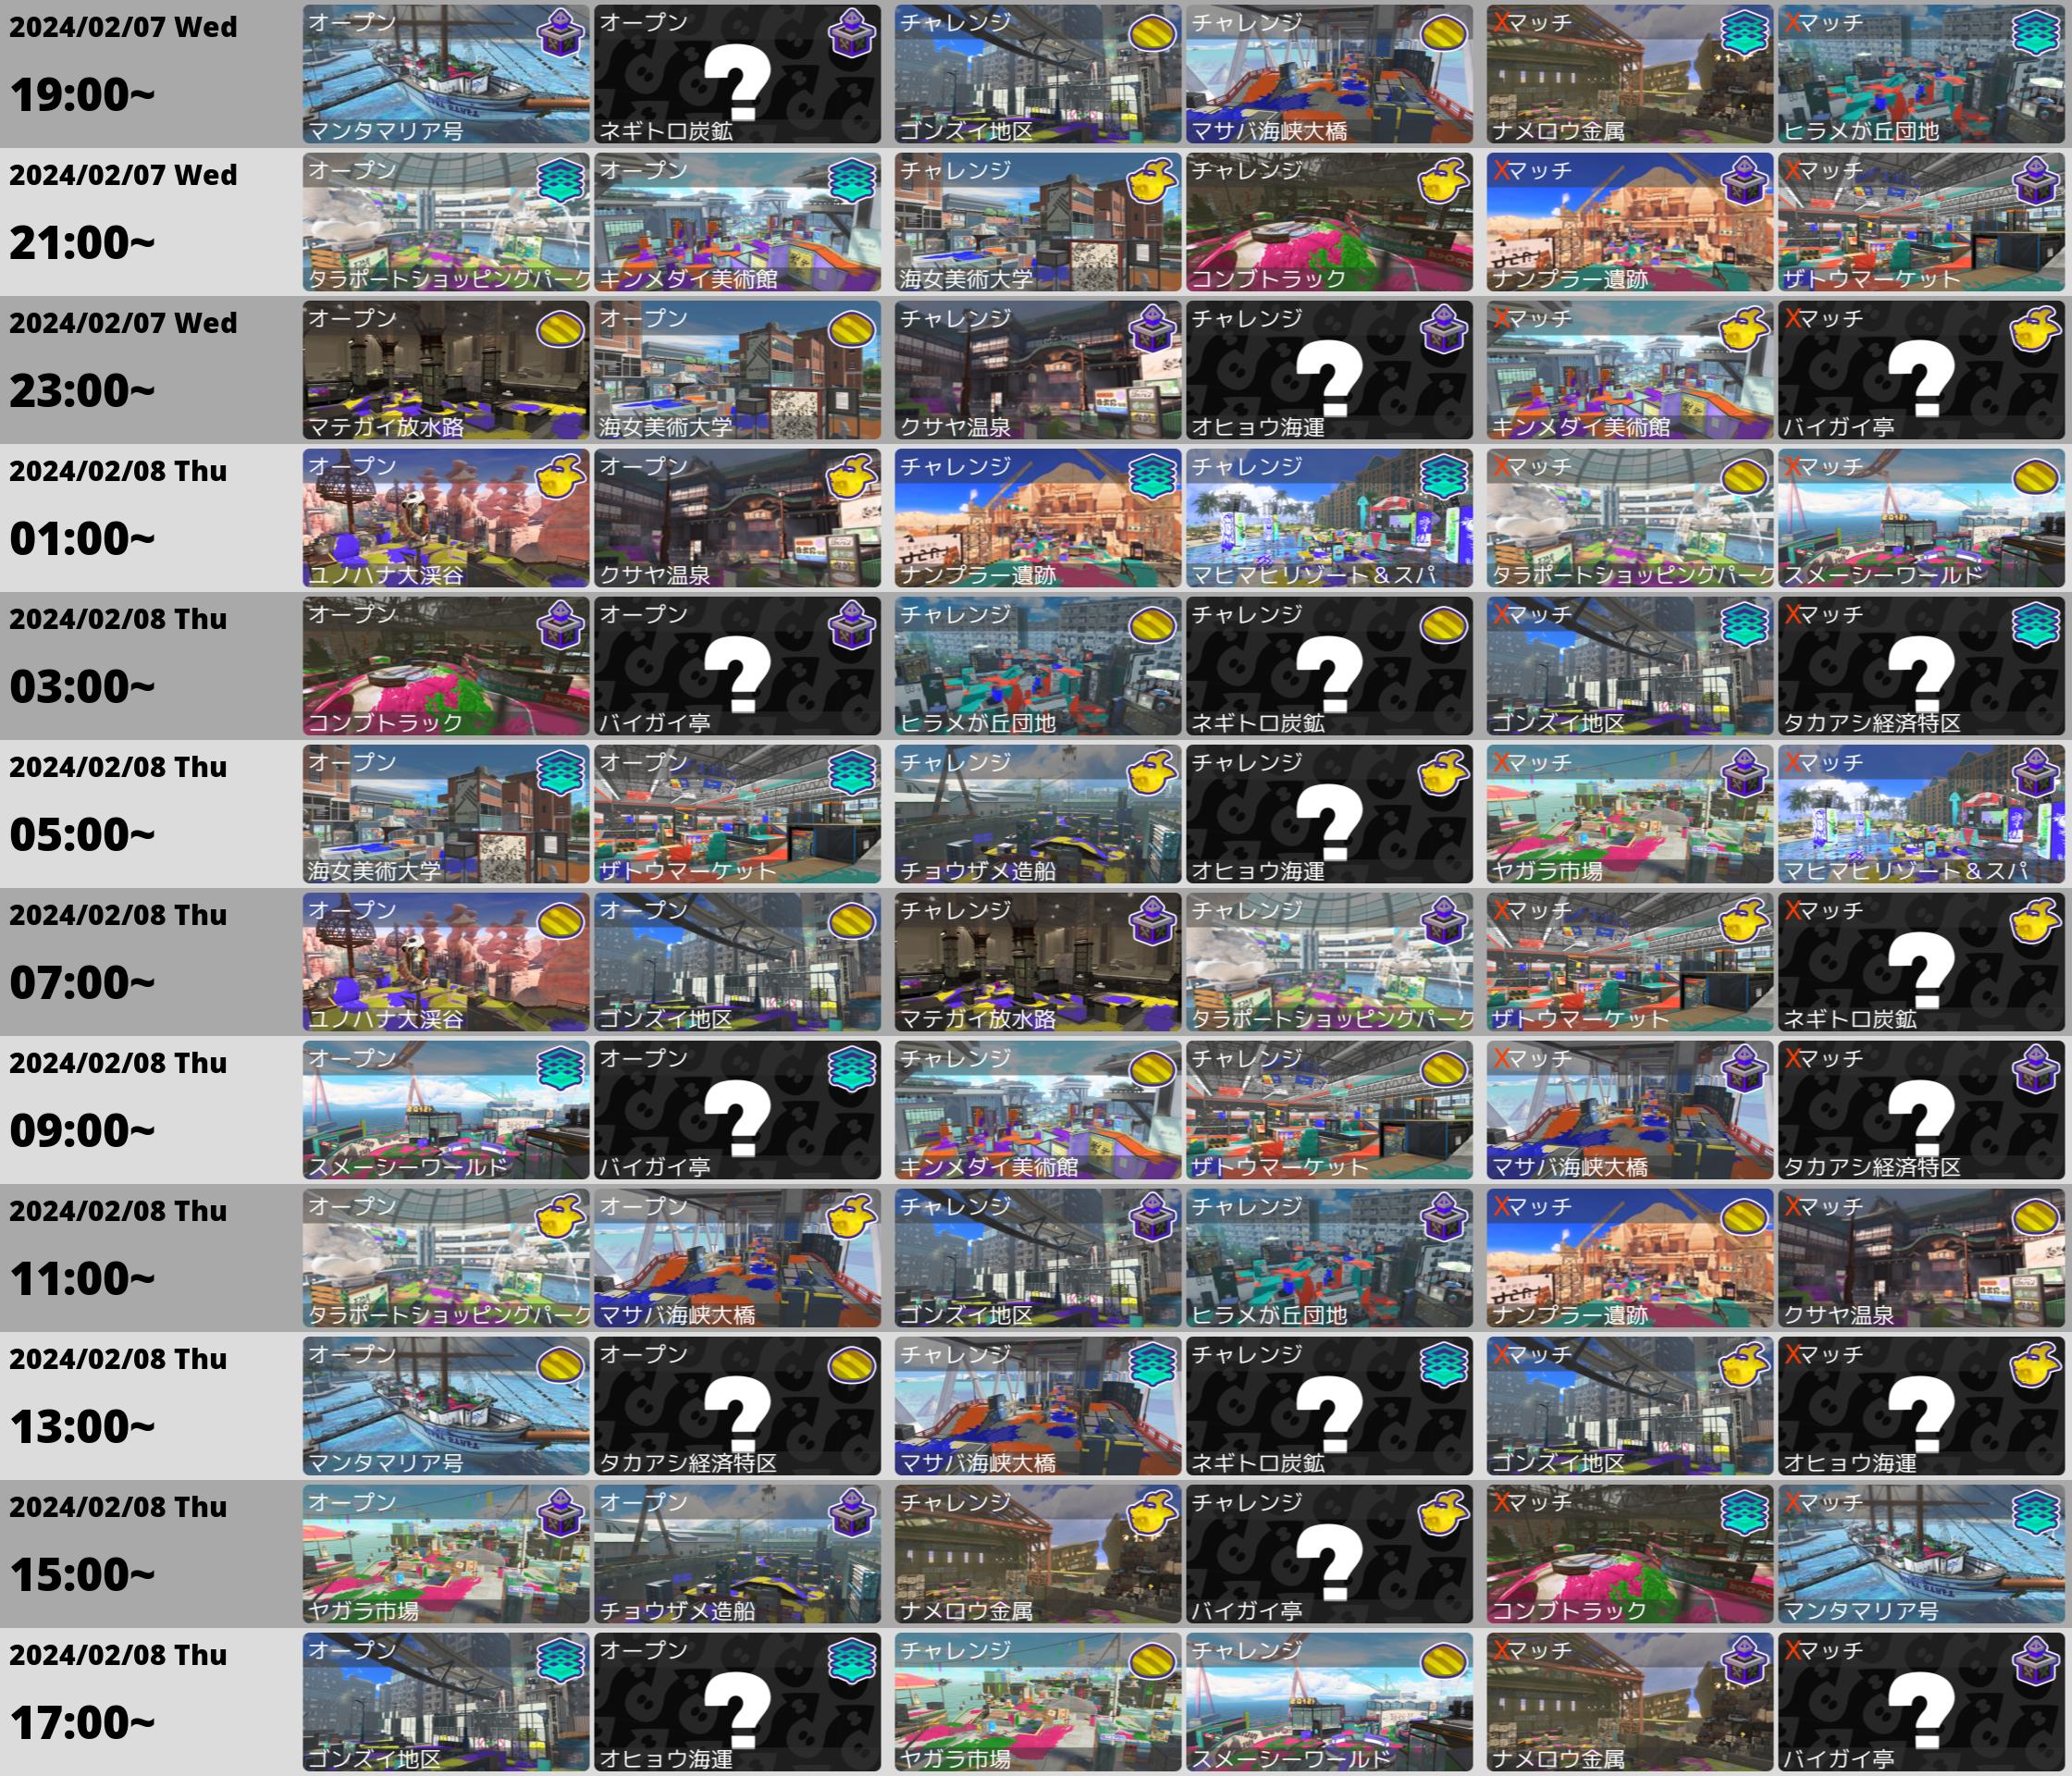 2024/02/07 Wed
19:00~
オープン
マンタマリア号
オープン
ネギトロ炭鉱
チャレンジ
ゴンズイ地区
チャレンジ
マサバ海峡大橋
Xマッチ
ナメロウ金属
Xマッチ
ヒラメが丘団地
2024/02/07 Wed
21:00~
オープン
タラポートショッピングパーク
オープン
キンメダイ美術館
チャレンジ
海女美術大学
チャレンジ
コンブトラック
Xマッチ
ナンプラー遺跡
Xマッチ
ザトウマーケット
2024/02/07 Wed
23:00~
オープン
マテガイ放水路
オープン
海女美術大学
チャレンジ
クサヤ温泉
チャレンジ
オヒョウ海運
Xマッチ
キンメダイ美術館
Xマッチ
バイガイ亭
2024/02/08 Thu
01:00~
オープン
ユノハナ大渓谷
オープン
クサヤ温泉
チャレンジ
ナンプラー遺跡
チャレンジ
マヒマヒリゾート＆スパ
Xマッチ
タラポートショッピングパーク
Xマッチ
スメーシーワールド
2024/02/08 Thu
03:00~
オープン
コンブトラック
オープン
バイガイ亭
チャレンジ
ヒラメが丘団地
チャレンジ
ネギトロ炭鉱
Xマッチ
ゴンズイ地区
Xマッチ
タカアシ経済特区
2024/02/08 Thu
05:00~
オープン
海女美術大学
オープン
ザトウマーケット
チャレンジ
チョウザメ造船
チャレンジ
オヒョウ海運
Xマッチ
ヤガラ市場
Xマッチ
マヒマヒリゾート＆スパ
2024/02/08 Thu
07:00~
オープン
ユノハナ大渓谷
オープン
ゴンズイ地区
チャレンジ
マテガイ放水路
チャレンジ
タラポートショッピングパーク
Xマッチ
ザトウマーケット
Xマッチ
ネギトロ炭鉱
2024/02/08 Thu
09:00~
オープン
スメーシーワールド
オープン
バイガイ亭
チャレンジ
キンメダイ美術館
チャレンジ
ザトウマーケット
Xマッチ
マサバ海峡大橋
Xマッチ
タカアシ経済特区
2024/02/08 Thu
11:00~
オープン
タラポートショッピングパーク
オープン
マサバ海峡大橋
チャレンジ
ゴンズイ地区
チャレンジ
ヒラメが丘団地
Xマッチ
ナンプラー遺跡
Xマッチ
クサヤ温泉
2024/02/08 Thu
13:00~
オープン
マンタマリア号
オープン
タカアシ経済特区
チャレンジ
マサバ海峡大橋
チャレンジ
ネギトロ炭鉱
Xマッチ
ゴンズイ地区
Xマッチ
オヒョウ海運
2024/02/08 Thu
15:00~
オープン
ヤガラ市場
オープン
チョウザメ造船
チャレンジ
ナメロウ金属
チャレンジ
バイガイ亭
Xマッチ
コンブトラック
Xマッチ
マンタマリア号
2024/02/08 Thu
17:00~
オープン
ゴンズイ地区
オープン
オヒョウ海運
チャレンジ
ヤガラ市場
チャレンジ
スメーシーワールド
Xマッチ
ナメロウ金属
Xマッチ
バイガイ亭